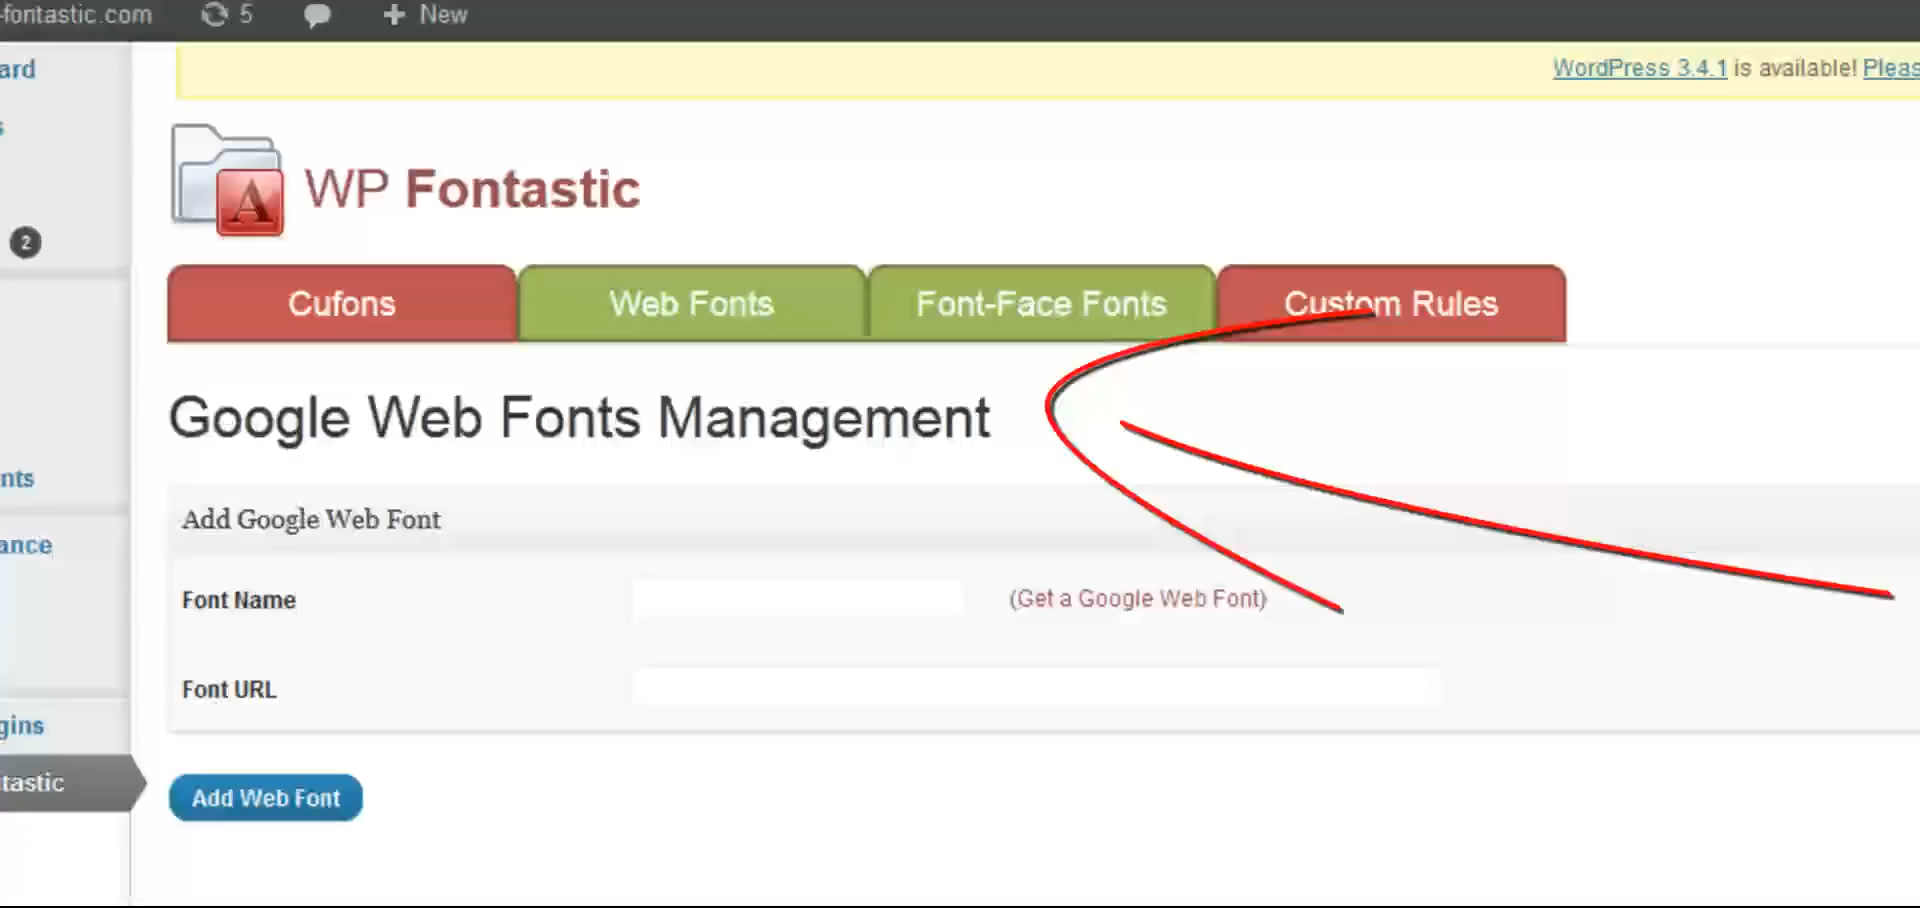 -fontastic.com 5 + New
ard
WordPress 3.4.1 is available! Pleas
s
WP Fontastic
2
Cufons Web Fonts Font-Face Fonts Custom Rules
Google Web Fonts Management
nts
Add Google Web Font
ance
Font Name (Get a Google Web Font)
Font URL
gins
tastic
Add Web Font